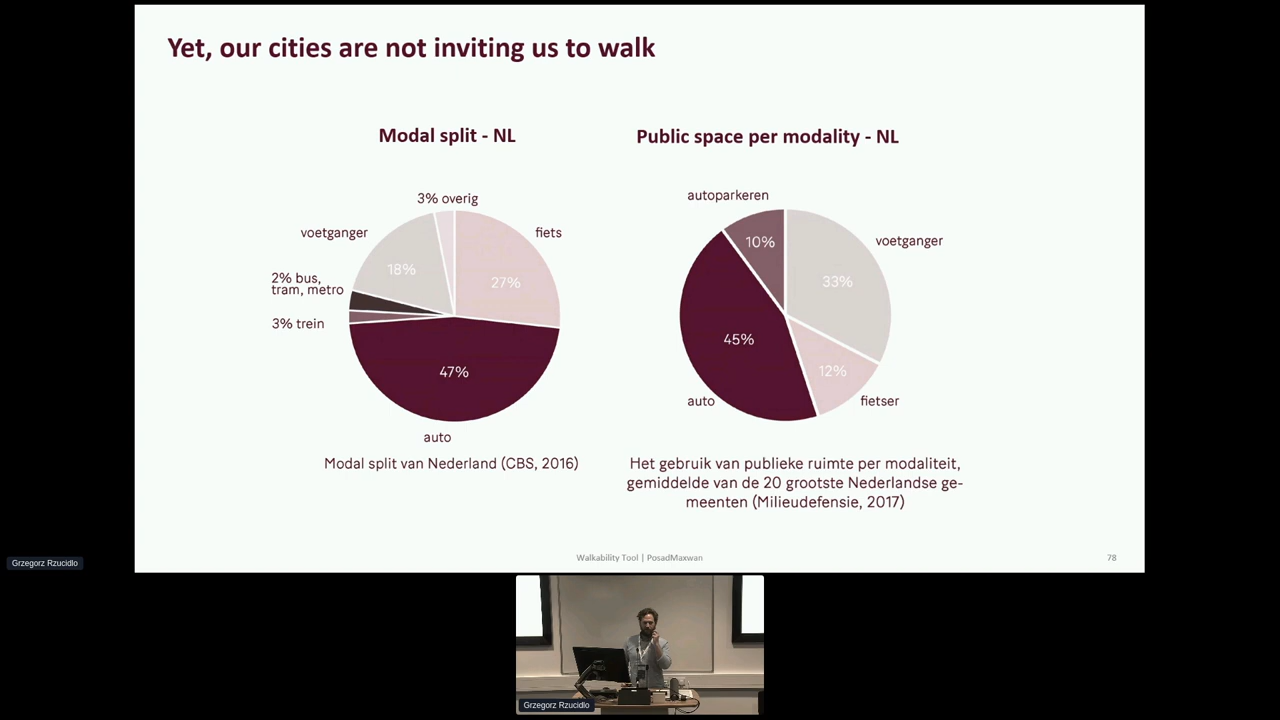 Yet, our cities are not inviting us to walk
Modal split - NL
3% overig
voetganger
fiets
18%
27%
2% bus,
tram, metro
3% trein
47%
auto
Modal split van Nederland (CBS, 2016)
Public space per modality - NL
autoparkeren
10%
voetganger
33%
45%
12%
auto
fietser
Het gebruik van publieke ruimte per modaliteit,
gemiddelde van de 20 grootste Nederlandse ge-
meenten (Milieudefensie, 2017)
Walkability Tool | PosadMaxwan
78
Grzegorz Rzucidlo
Grzegorz Rzucidlo